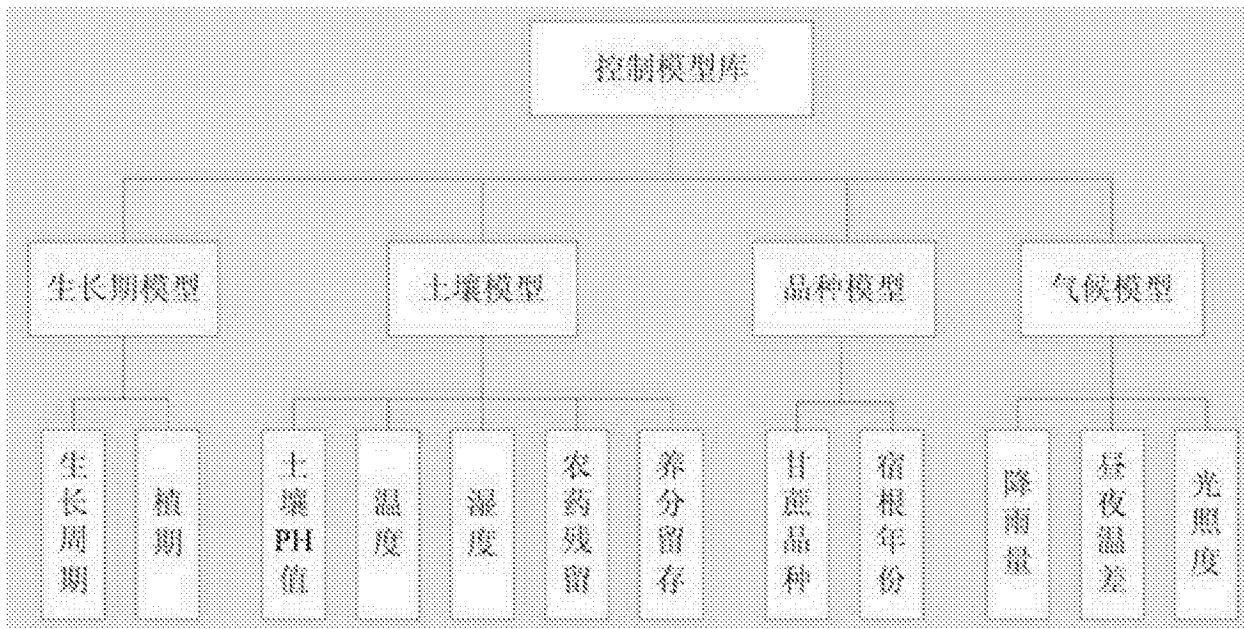 控制模型库
生长期模型
土壤模型
品种模型
气候模型
生长周期
植期
土壤PH值
温度
湿度
农药残留
养分留存
甘蔗品种
宿根年份
降雨量
昼夜温差
光照度